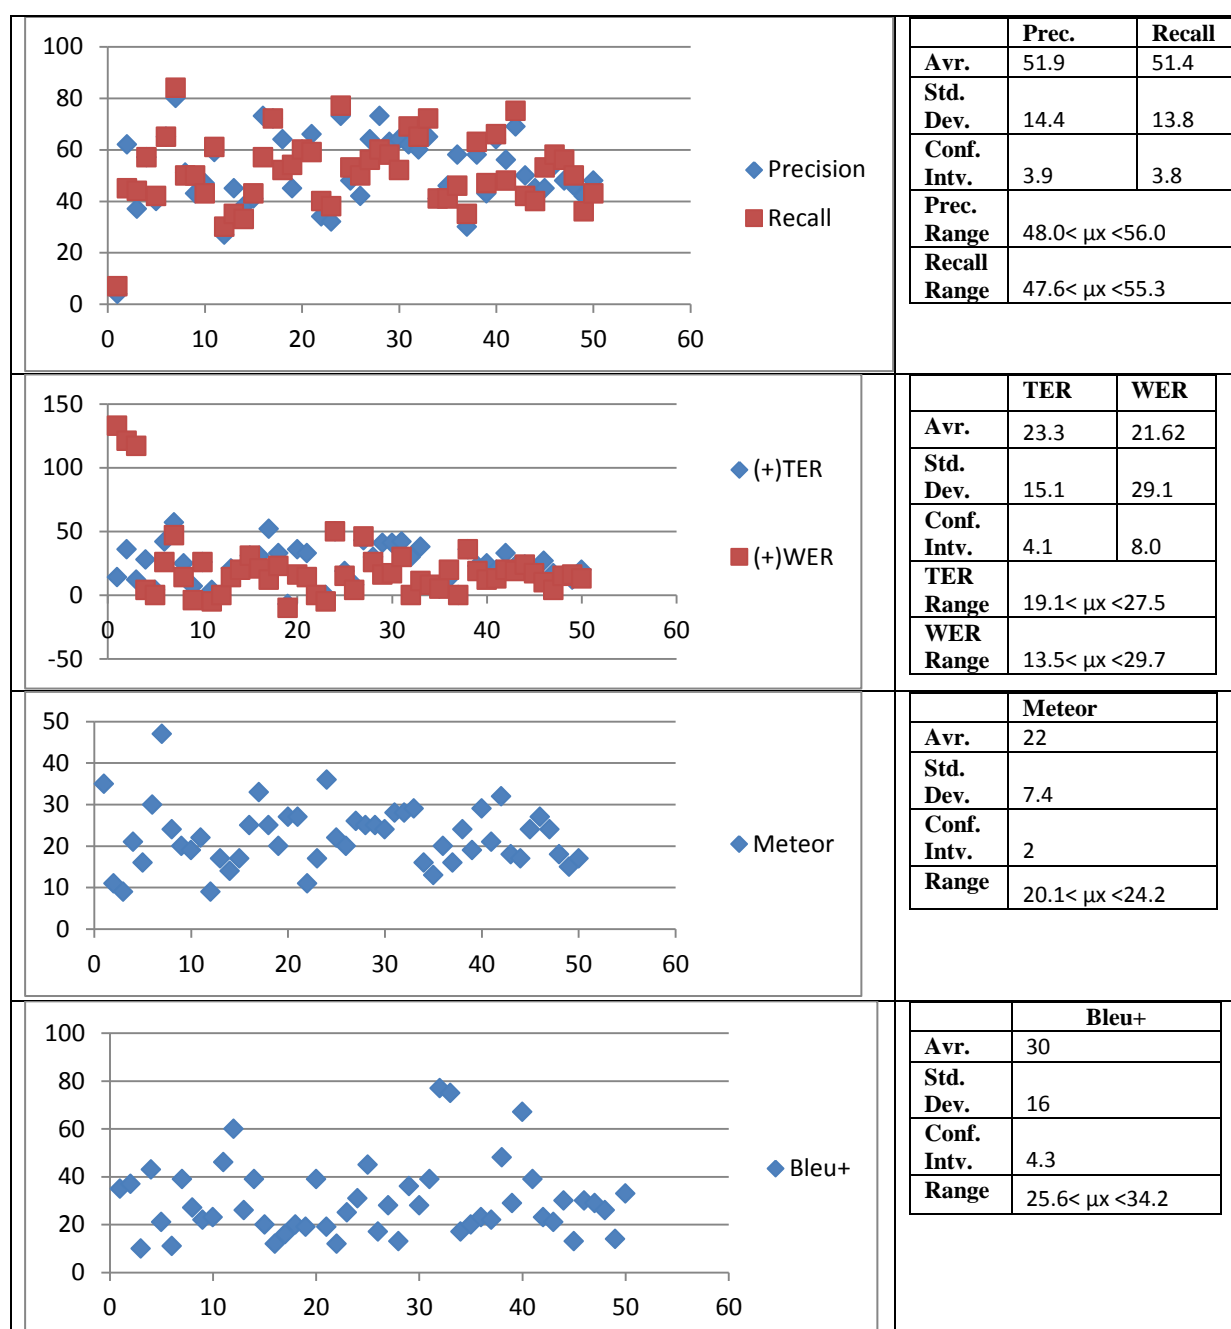 100
80
60
40
20
0
0 10 20 30 40 50 60
Precision
Recall
Prec. Recall
Avr. 51.9 51.4
Std.
Dev. 14.4 13.8
Conf.
Intv. 3.9 3.8
Prec.
Range 48.0< µx <56.0
Recall
Range 47.6< µx <55.3
150
100
50
0
-50
0 10 20 30 40 50 60
(+)TER
(+)WER
TER WER
Avr. 23.3 21.62
Std.
Dev. 15.1 29.1
Conf.
Intv. 4.1 8.0
TER
Range 19.1< µx <27.5
WER
Range 13.5< µx <29.7
50
40
30
20
10
0
0 10 20 30 40 50 60
Meteor
Meteor
Avr. 22
Std.
Dev. 7.4
Conf.
Intv. 2
Range 20.1< µx <24.2
100
80
60
40
20
0
0 10 20 30 40 50 60
Bleu+
Bleu+
Avr. 30
Std.
Dev. 16
Conf.
Intv. 4.3
Range 25.6< µx <34.2